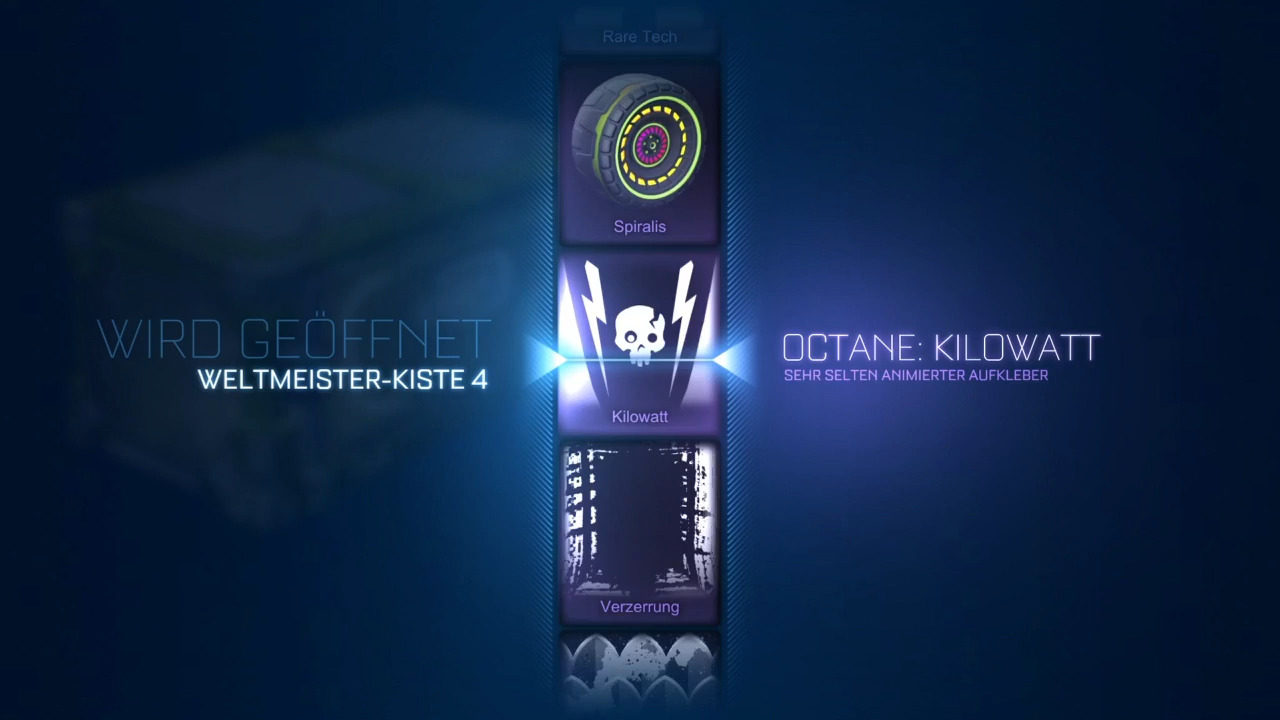 Rare Tech
Spiralis
WIRD GEÖFFNET
WELTMEISTER-KISTE 4
Kilowatt
OCTANE: KILOWATT
SEHR SELTEN ANIMIERTER AUFKLEBER
Verzerrung